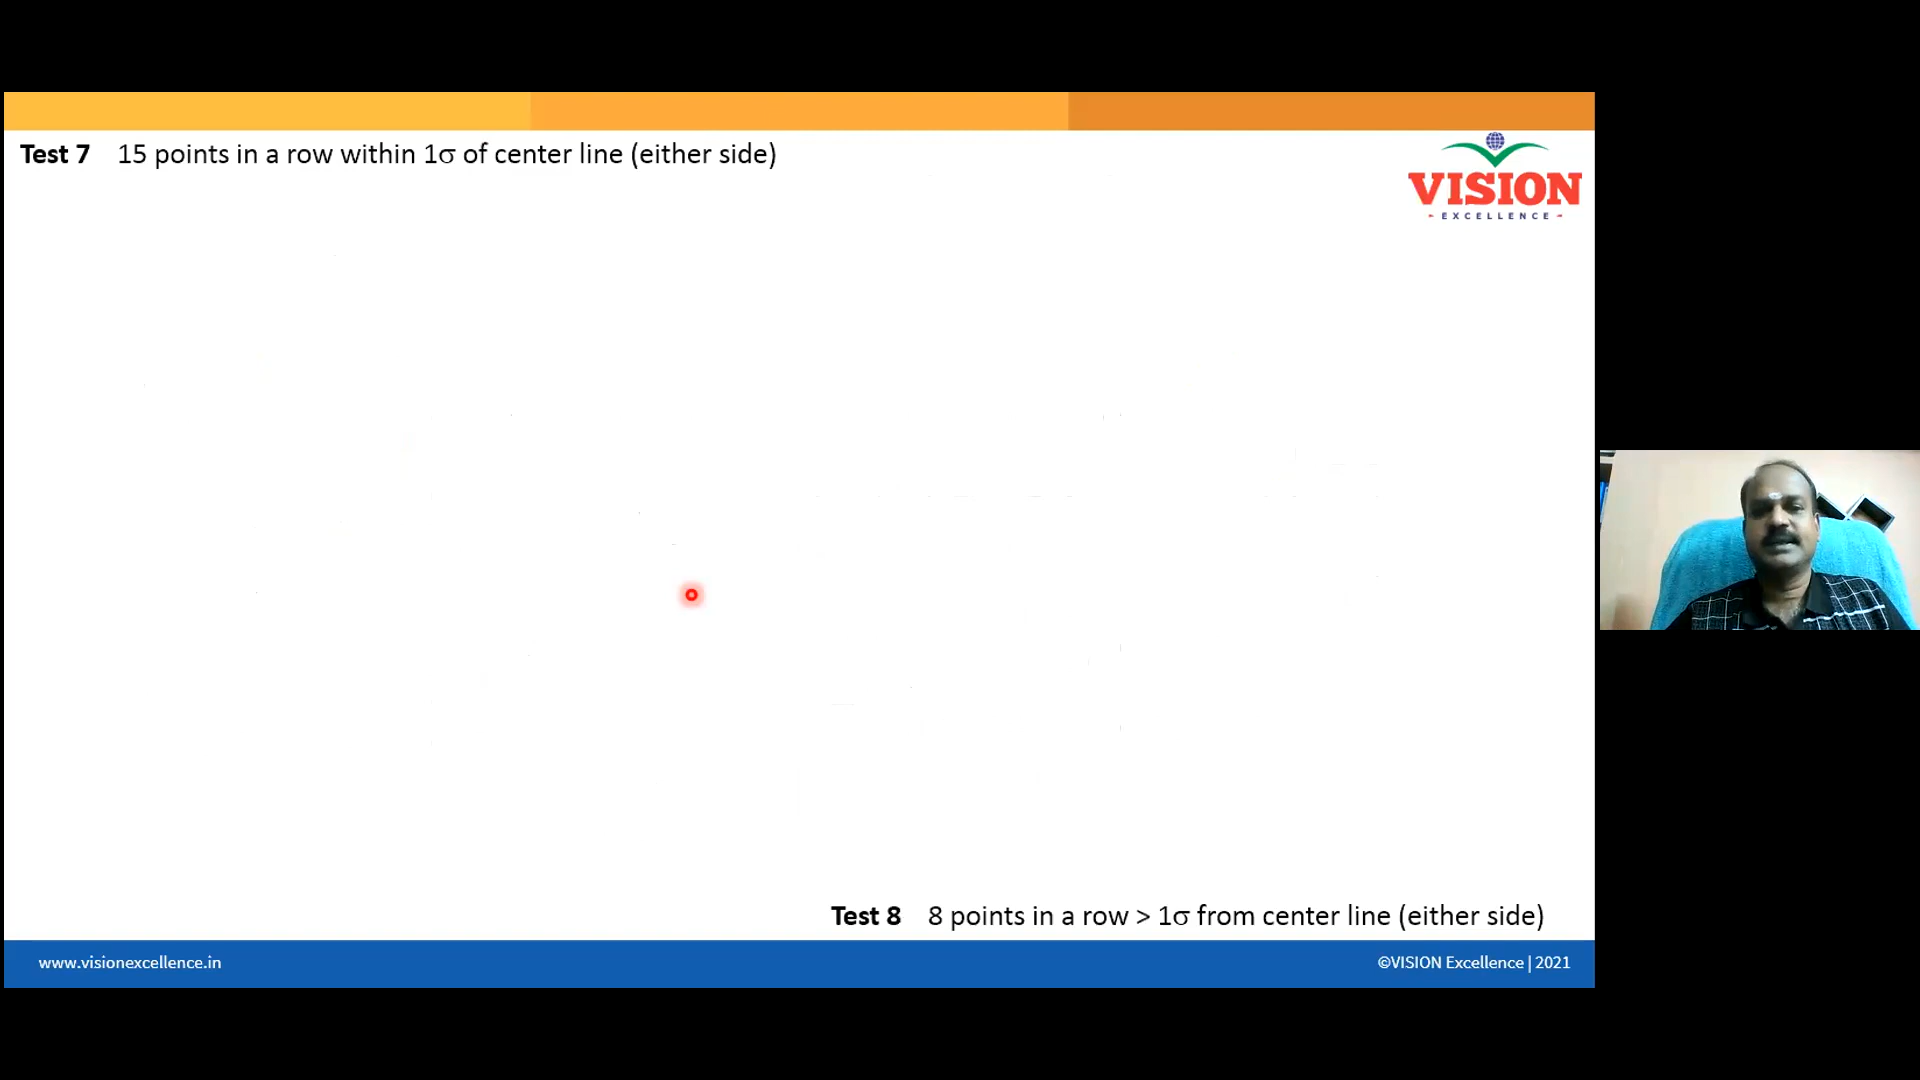 Test 7 15 points in a row within 1σ of center line (either side)
VISION
EXCELLENCE
Test 8 8 points in a row > 1σ from center line (either side)
www.visionexcellence.in
©VISION Excellence | 2021